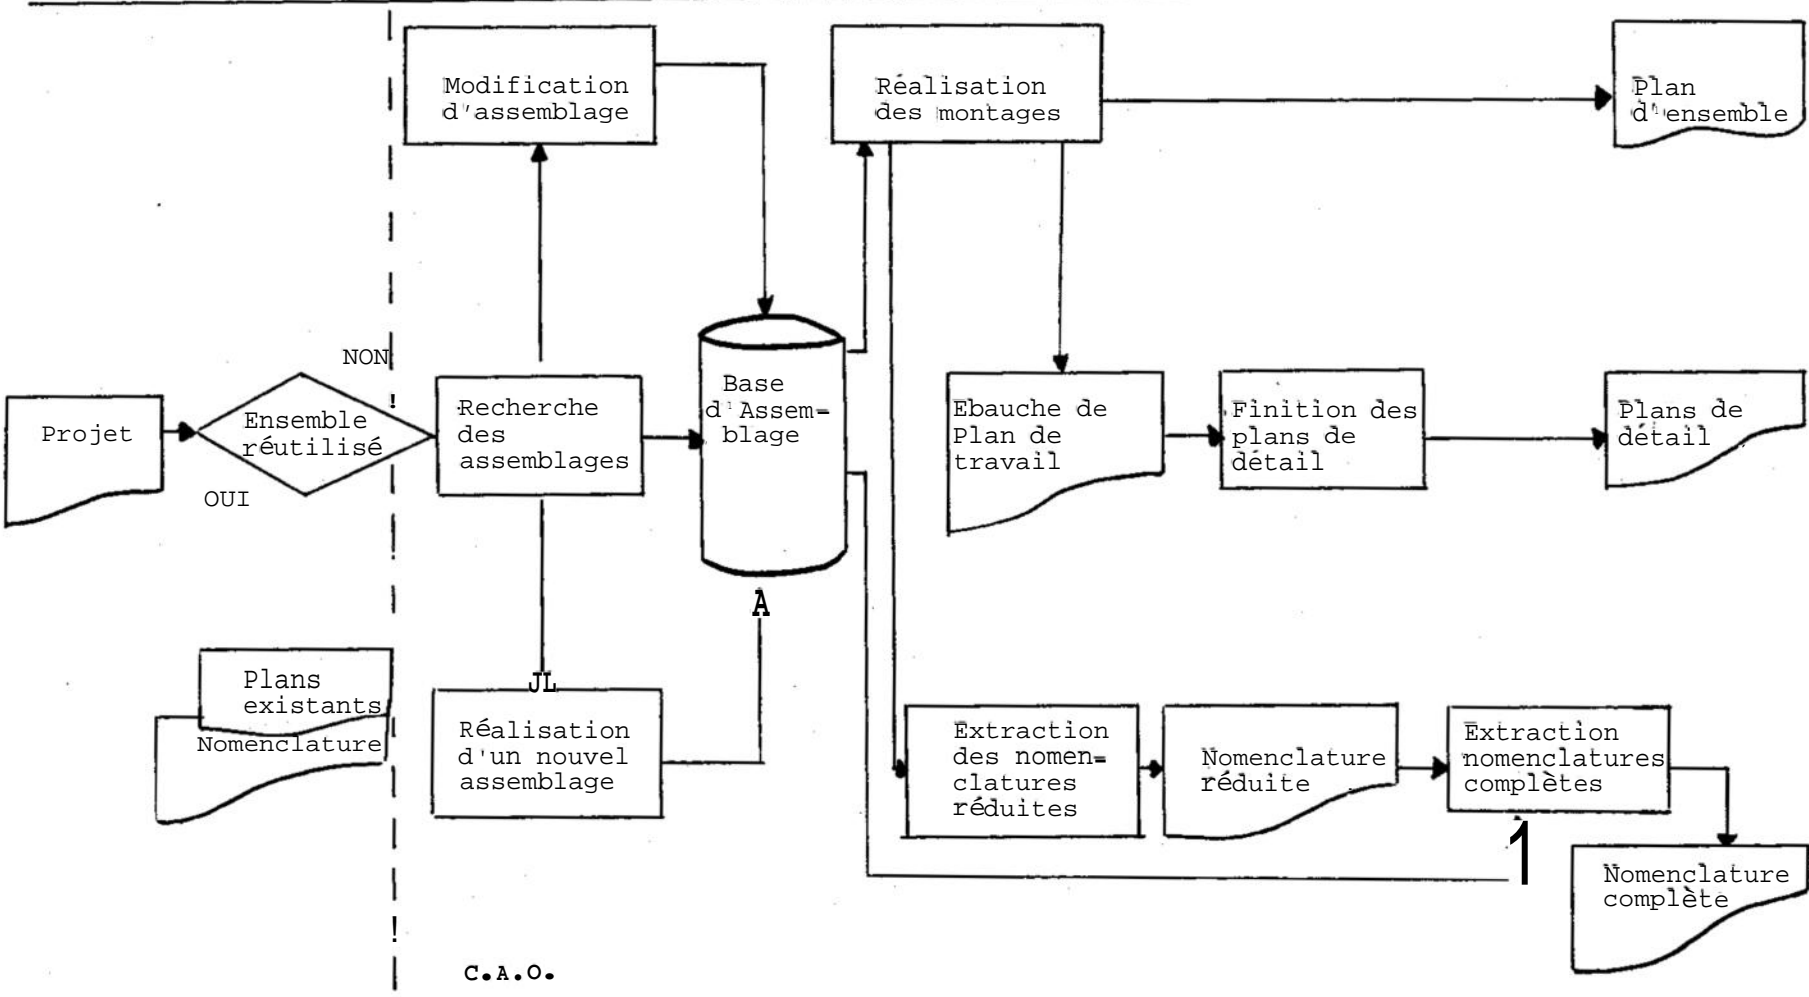 Modification
d'assemblage
Réalisation
des montages
Plan
d'ensemble
NON
Projet
Ensemble
réutilisé
OUI
Recherche
des
assemblages
Base
d'Assem-
blage
Ebauche de
Plan de
travail
Finition des
plans de
détail
Plans de
détail
Plans
existants
Nomenclature
Réalisation
d'un nouvel
assemblage
Extraction
des nomen-
clatures
réduites
Nomenclature
réduite
Extraction
nomenclatures
complètes
Nomenclature
complète
C.A.O.